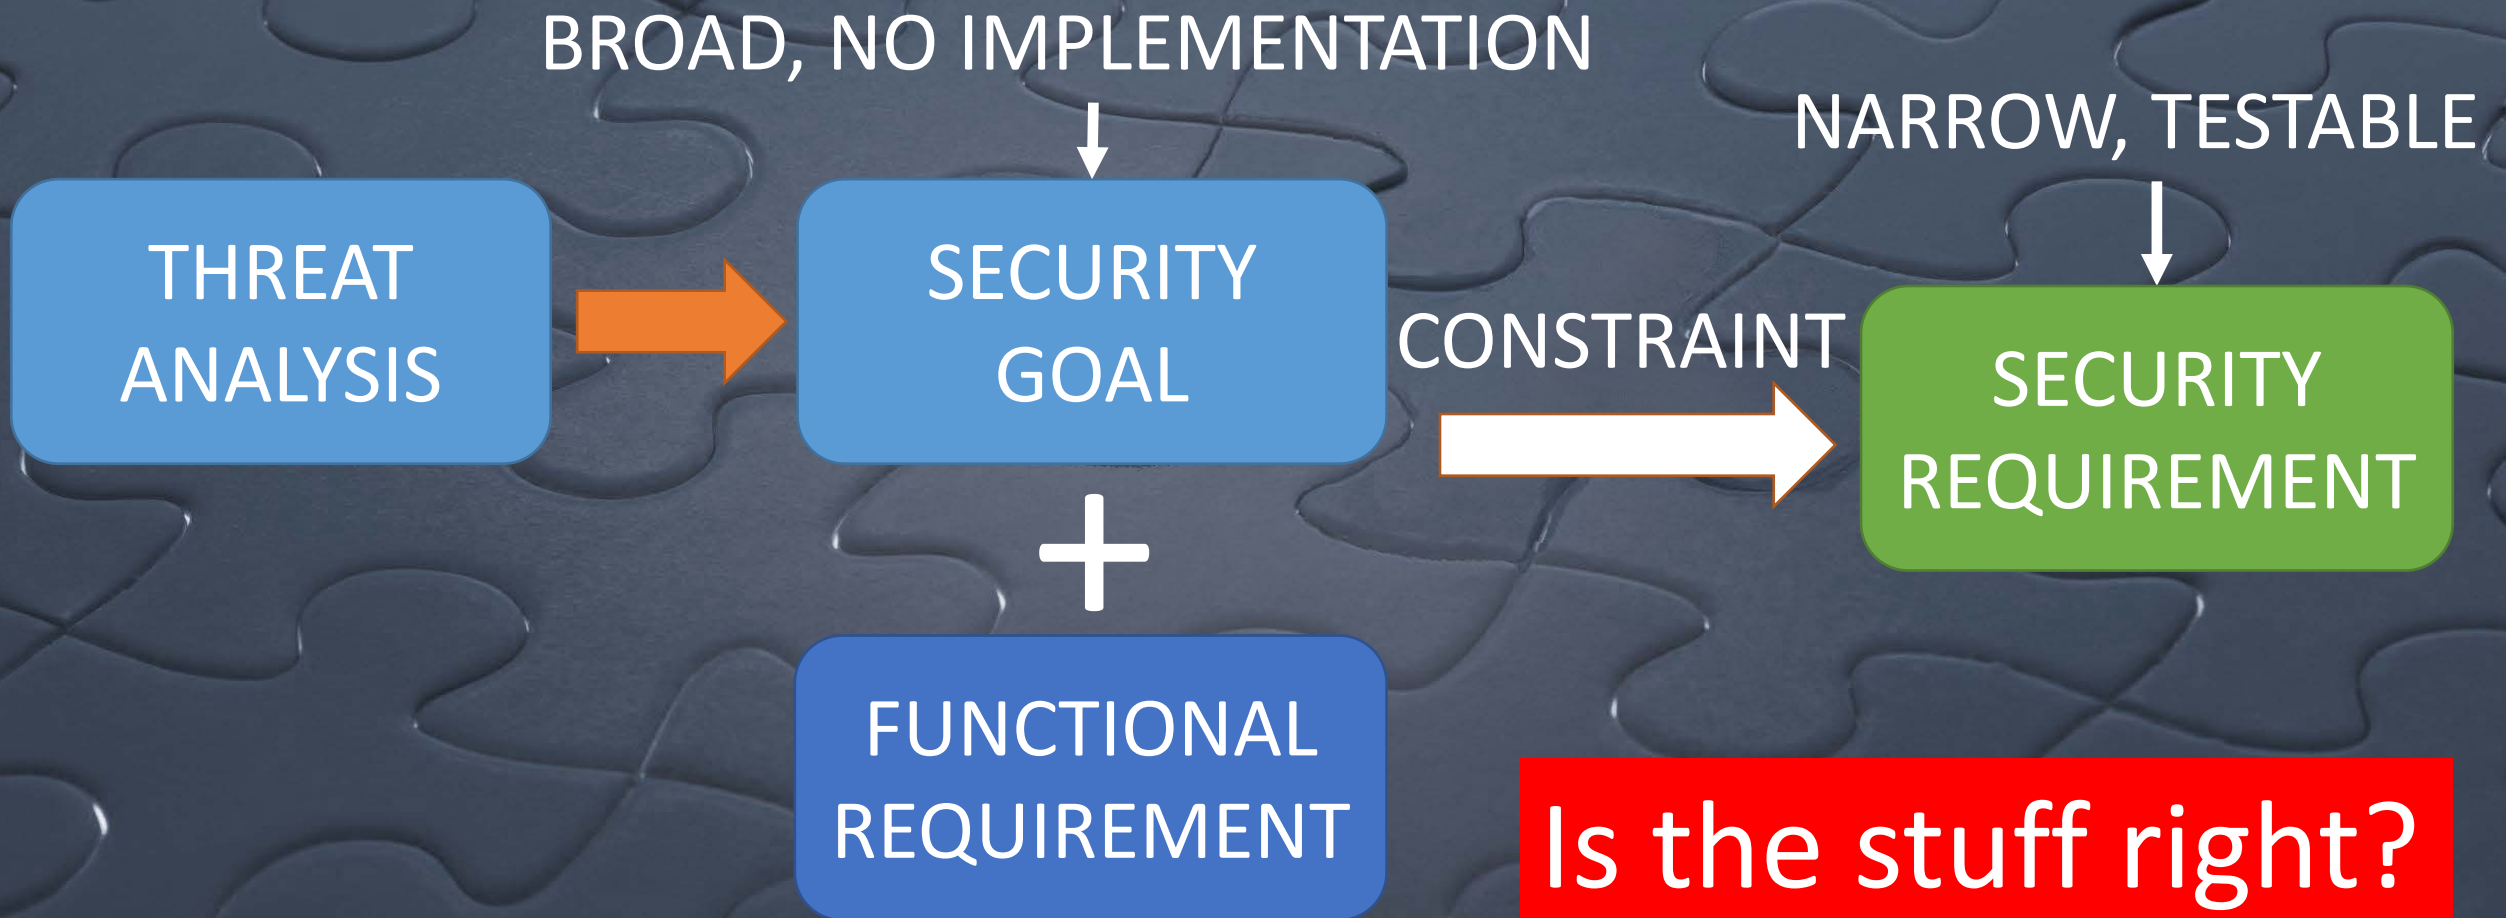 BROAD, NO IMPLEMENTATION
NARROW, TESTABLE
THREAT
ANALYSIS
SECURITY
GOAL
CONSTRAINT
SECURITY
REQUIREMENT
+
FUNCTIONAL
REQUIREMENT
Is the stuff right?